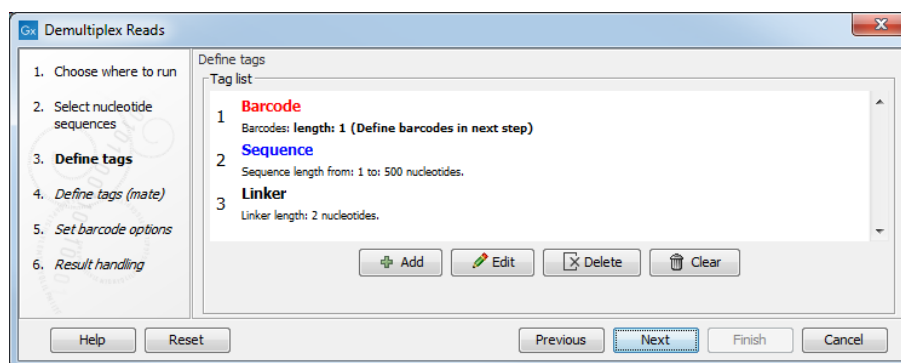 Gx Demultiplex Reads
1. Choose where to run
2. Select nucleotide
sequences
3. Define tags
4. Define tags (mate)
5. Set barcode options
6. Result handling
Define tags
Tag list
1 Barcode
Barcodes: length: 1 (Define barcodes in next step)
2 Sequence
Sequence length from: 1 to: 500 nucleotides.
3 Linker
Linker length: 2 nucleotides.
Add Edit Delete Clear
Help Reset Previous Next Finish Cancel